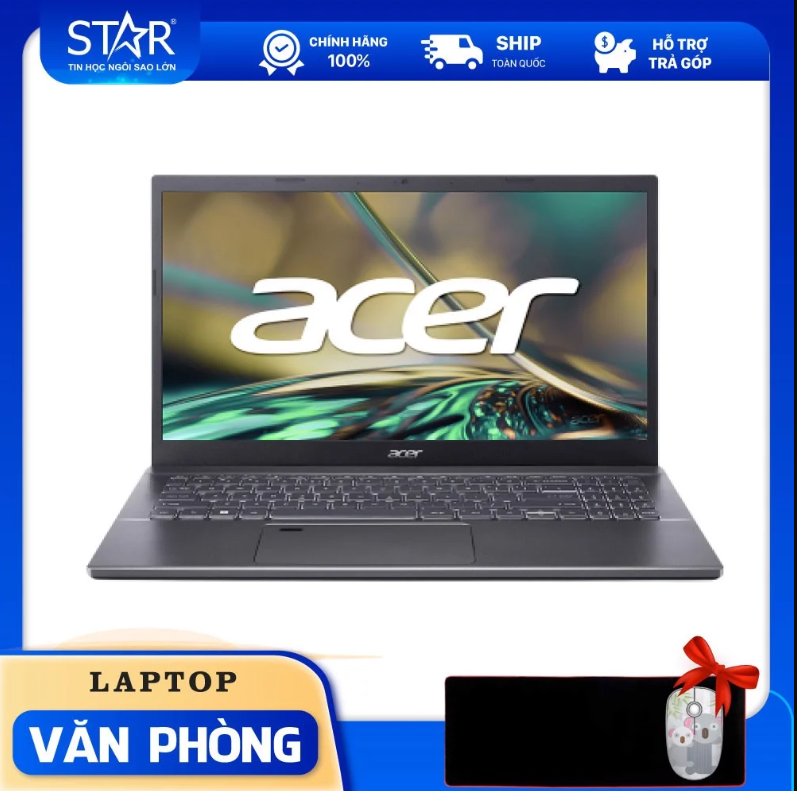 STAR®
TIN HỌC NGÔI SAO LỚN
CHÍNH HÃNG
100%
SHIP
TOÀN QUỐC
HỖ TRỢ
TRẢ GÓP
acer
acer
LAPTOP
VĂN PHÒNG